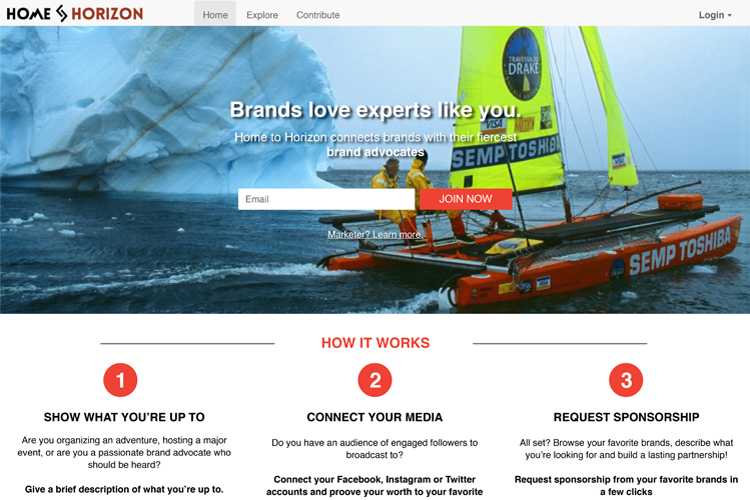 HOME HORIZON
Home Explore Contribute Login
TRAVESSIA DO
DRAKE
Brands love experts like you.
VISA
Home to Horizon connects brands with their fiercest
brand advocates
SEMP TOSHIBA
VISA
Email JOIN NOW
Marketer? Learn more.
SEMP TOSHIBA
VISA
HOW IT WORKS
1 2 3
SHOW WHAT YOU'RE UP TO CONNECT YOUR MEDIA REQUEST SPONSORSHIP
Are you organizing an adventure, hosting a major
event, or are you a passionate brand advocate who
should be heard?
Give a brief description of what you're up to.
Do you have an audience of engaged followers to
broadcast to?
Connect your Facebook, Instagram or Twitter
accounts and proove your worth to your favorite
All set? Browse your favorite brands, describe what
you're looking for and build a lasting partnership!
Request sponsorship from your favorite brands in
a few clicks